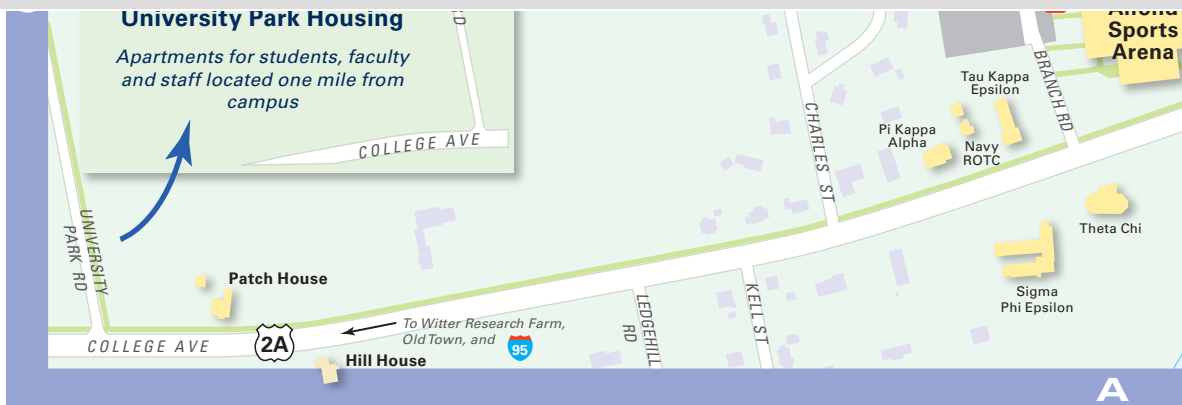 University Park Housing
Apartments for students, faculty
and staff located one mile from
campus
COLLEGE AVE
UNIVERSITY
PARK RD
Patch House
COLLEGE AVE
2A
To Witter Research Farm,
Old Town, and
95
Hill House
LEDGEHILL
RD
KELL ST
CHARLES ST
Pi Kappa
Alpha
Navy
ROTC
Tau Kappa
Epsilon
BRANCH RD
Sports
Arena
Theta Chi
Sigma
Phi Epsilon
A